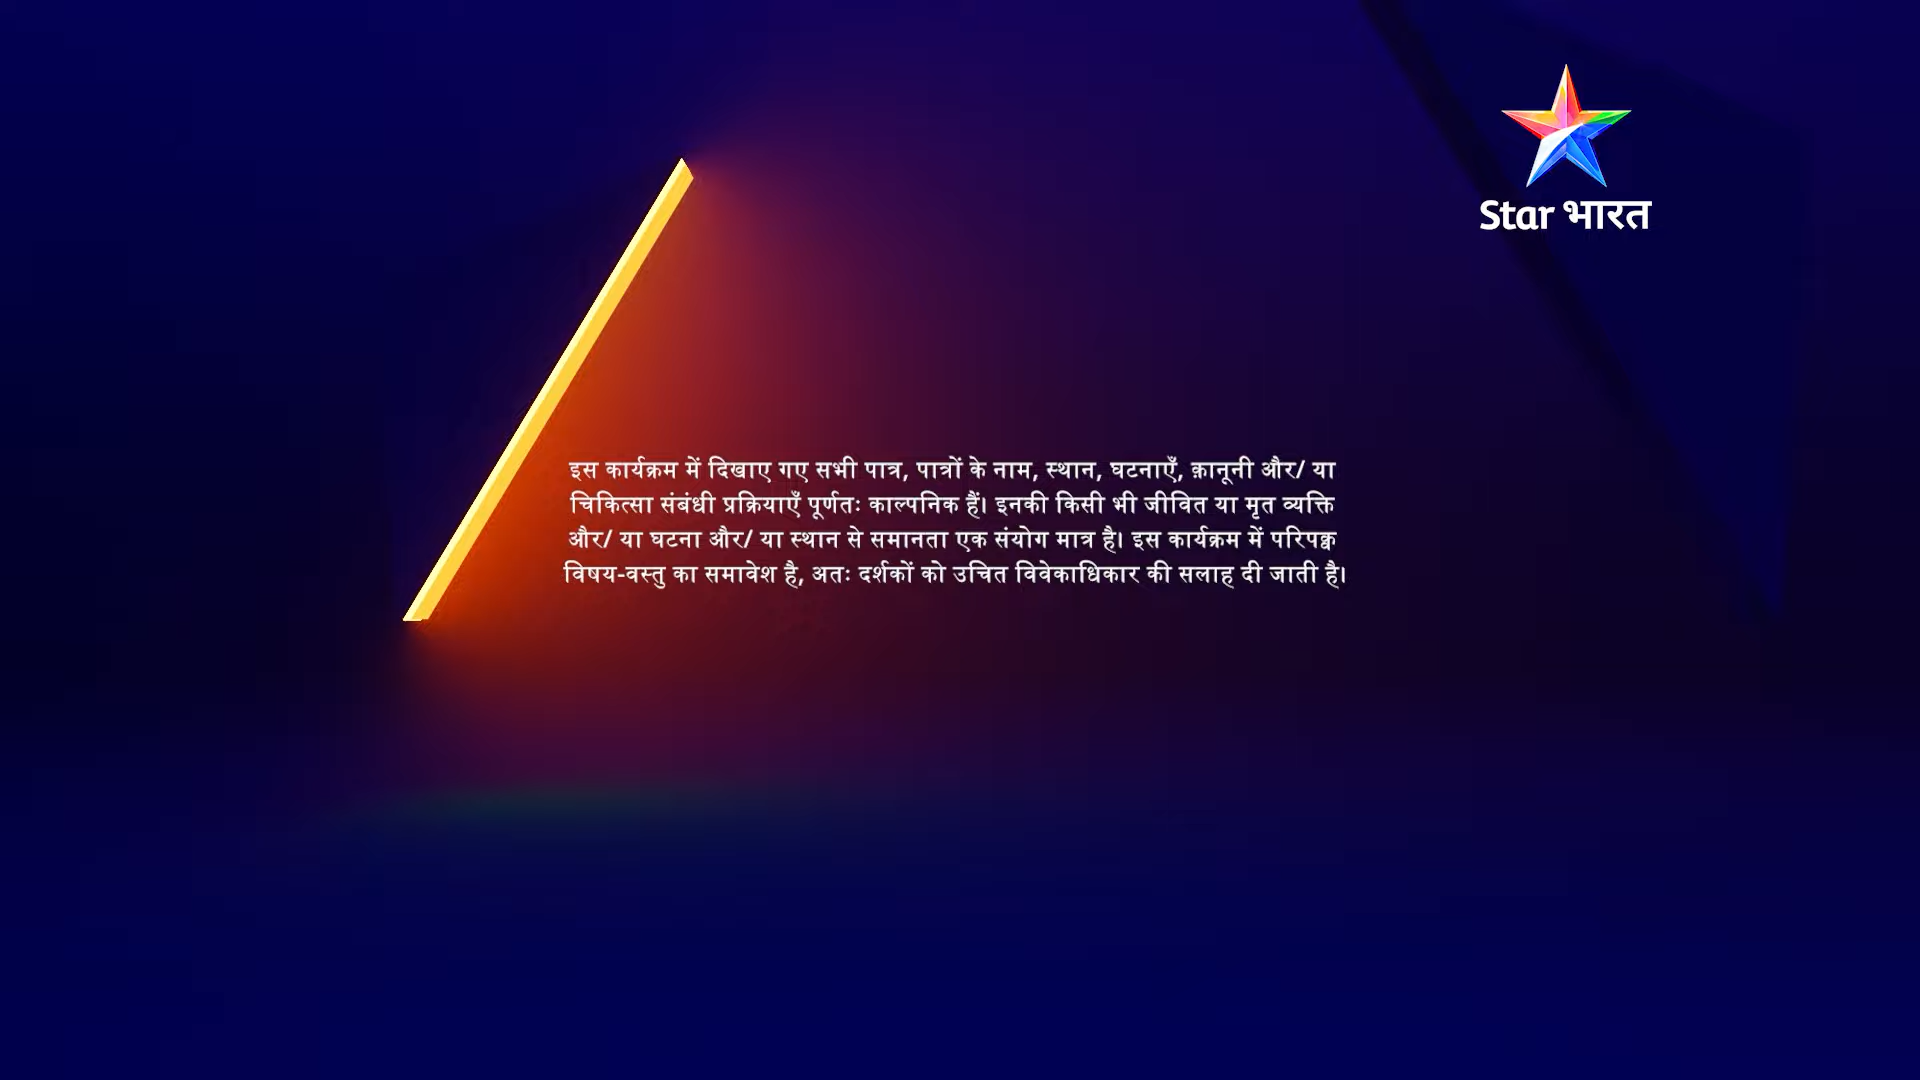 Star भारत
इस कार्यक्रम में दिखाए गए सभी पात्र, पात्रों के नाम, स्थान, घटनाएँ, क़ानूनी और/ या
चिकित्सा संबंधी प्रक्रियाएँ पूर्णतः काल्पनिक हैं। इनकी किसी भी जीवित या मृत व्यक्ति
और/ या घटना और/ या स्थान से समानता एक संयोग मात्र है। इस कार्यक्रम में परिपक्व
विषय-वस्तु का समावेश है, अतः दर्शकों को उचित विवेकाधिकार की सलाह दी जाती है।